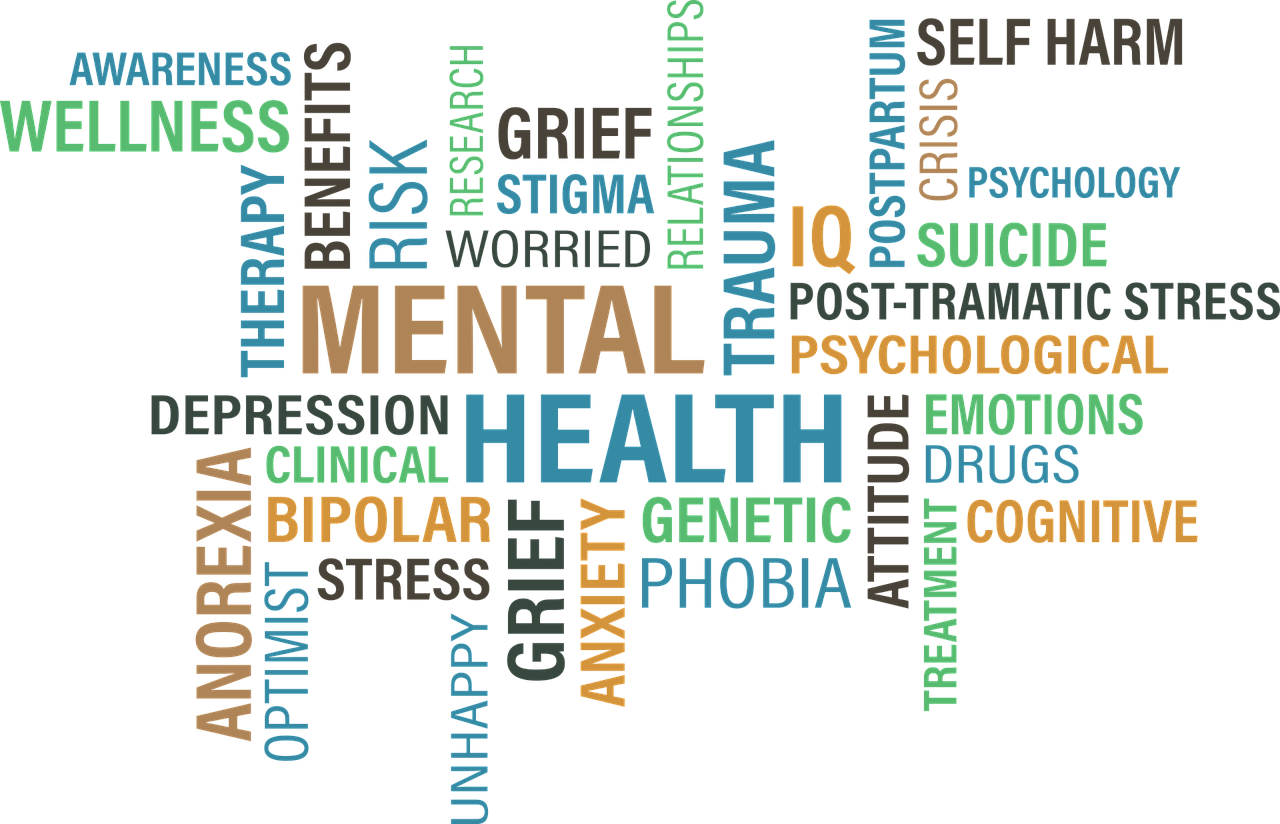 AWARENESS
WELLNESS
THERAPY
BENEFITS
RISK
RESEARCH
GRIEF
STIGMA
WORRIED
RELATIONSHIPS
TRAUMA
IQ
POSTPARTUM
SELF HARM
CRISIS
PSYCHOLOGY
SUICIDE
POST-TRAMATIC STRESS
PSYCHOLOGICAL
MENTAL
HEALTH
DEPRESSION
CLINICAL
ANOREXIA
BIPOLAR
OPTIMIST
STRESS
UNHAPPY
GRIEF
ANXIETY
GENETIC
PHOBIA
ATTITUDE
EMOTIONS
DRUGS
TREATMENT
COGNITIVE